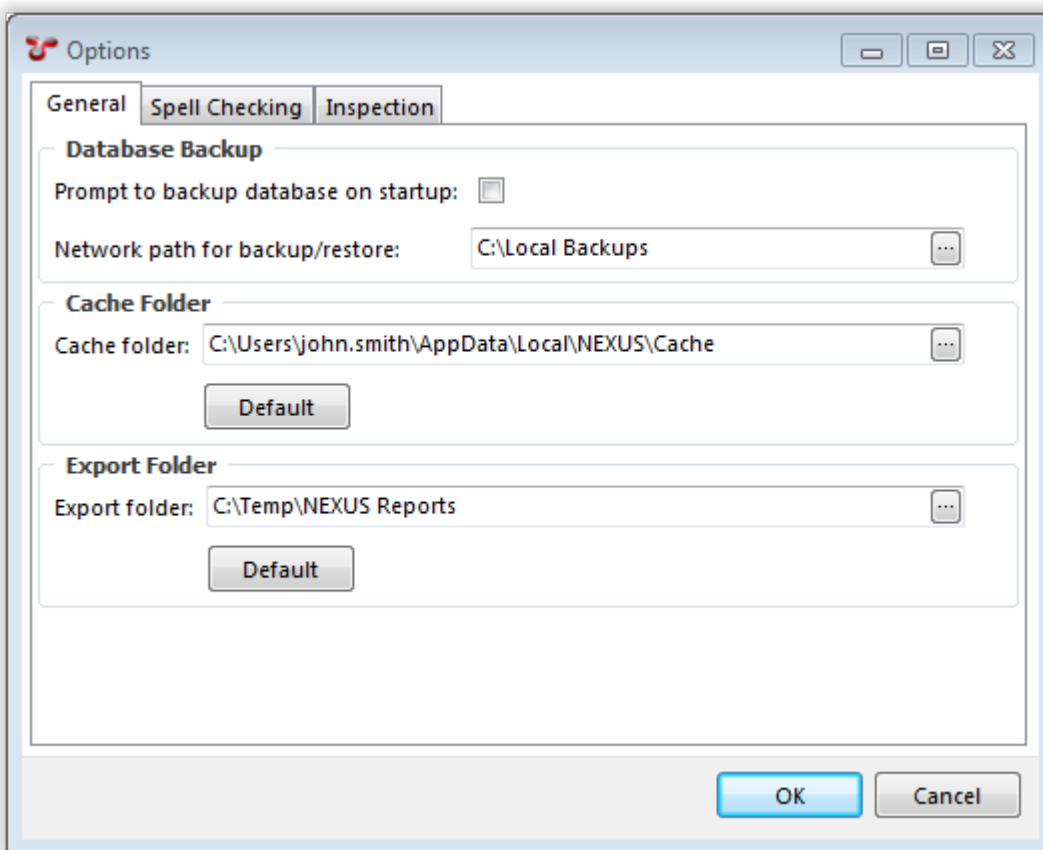 Options
General Spell Checking Inspection
Database Backup
Prompt to backup database on startup:
Network path for backup/restore: C:\Local Backups ...
Cache Folder
Cache folder: C:\Users\john.smith\AppData\Local\NEXUS\Cache ...
Default
Export Folder
Export folder: C:\Temp\NEXUS Reports ...
Default
OK Cancel